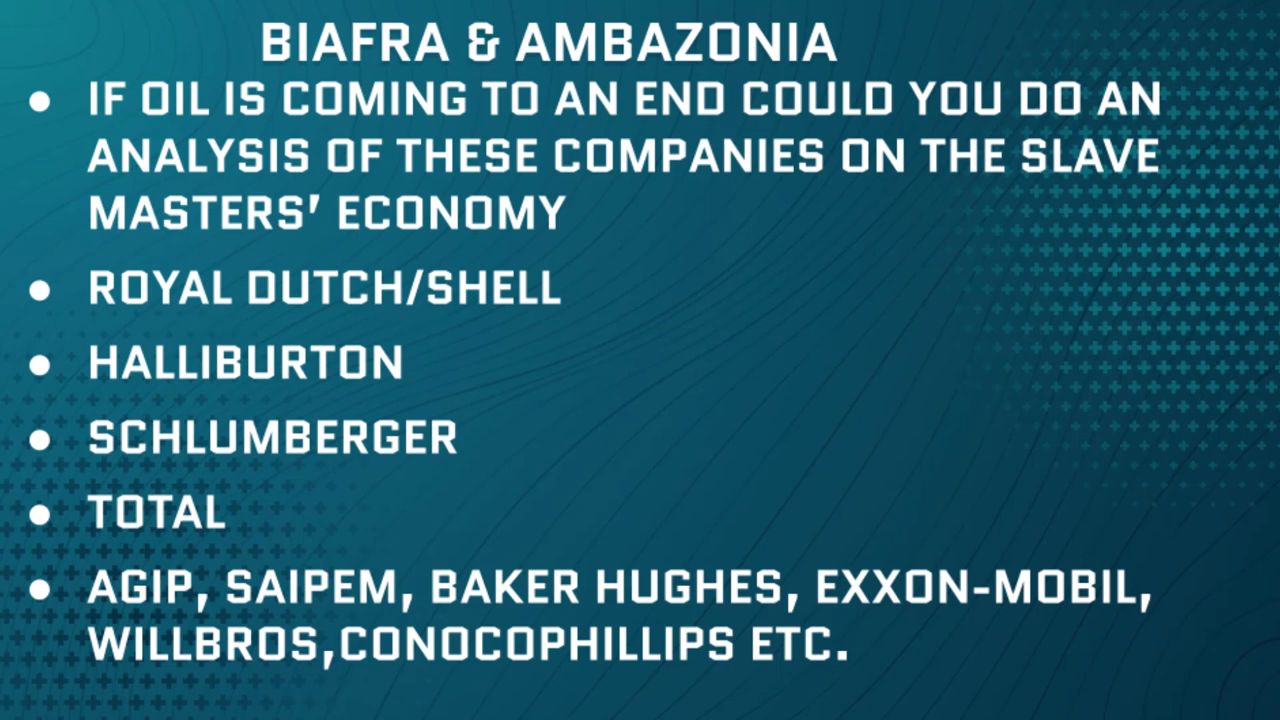 BIAFRA & AMBAZONIA
• IF OIL IS COMING TO AN END COULD YOU DO AN
ANALYSIS OF THESE COMPANIES ON THE SLAVE
MASTERS' ECONOMY
• ROYAL DUTCH/SHELL
• HALLIBURTON
• SCHLUMBERGER
• TOTAL
• AGIP, SAIPEM, BAKER HUGHES, EXXON-MOBIL,
WILLBROS,CONOCOPHILLIPS ETC.